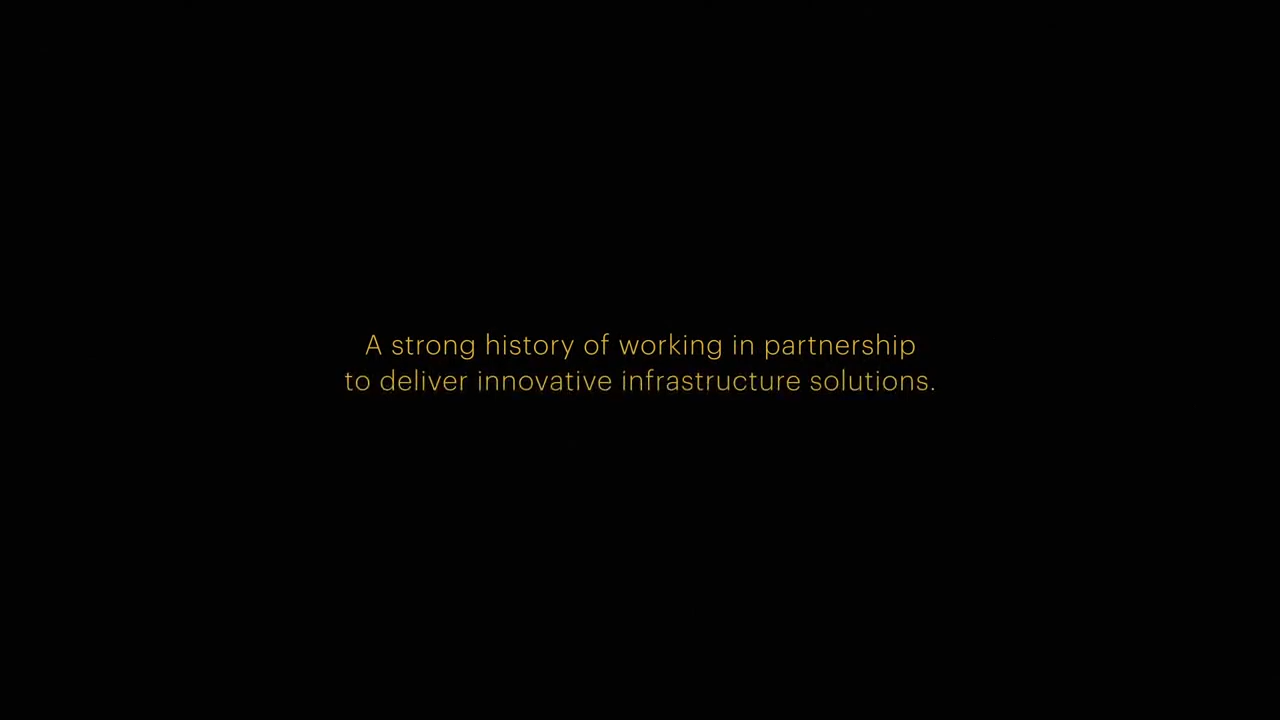 A strong history of working in partnership
to deliver innovative infrastructure solutions.